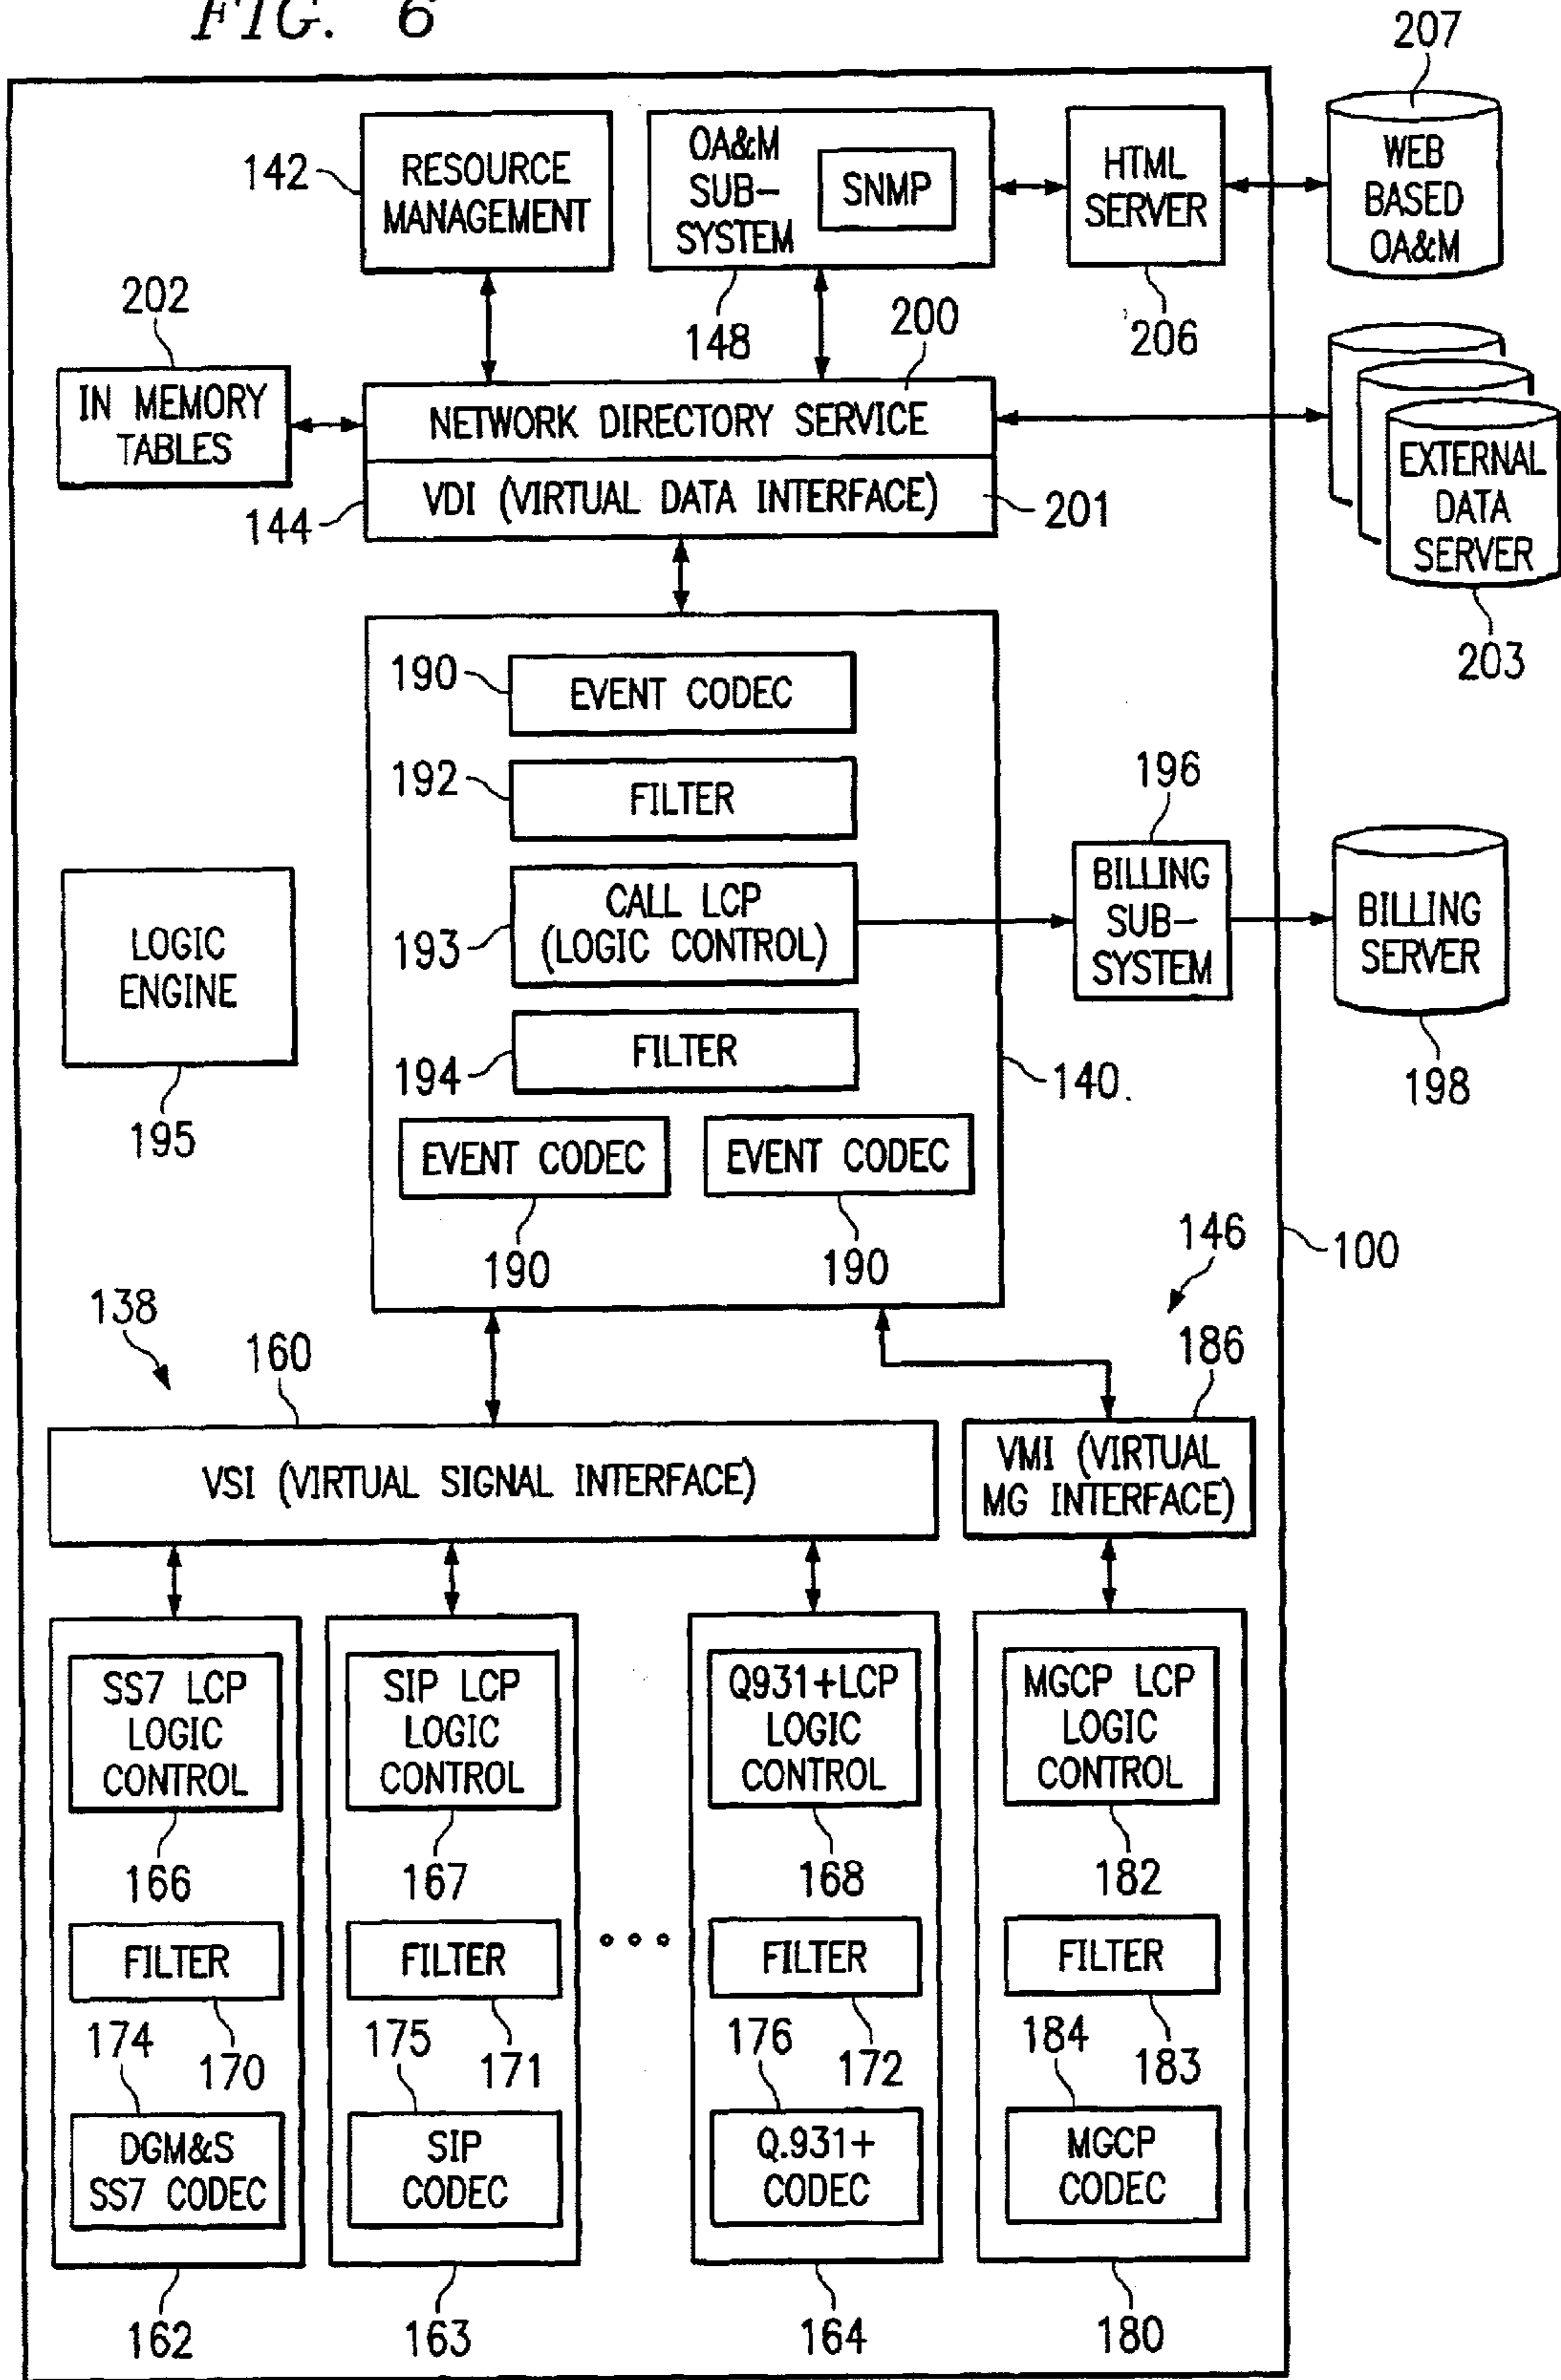 FIG. 6
207
142
RESOURCE
MANAGEMENT
OA&M
SUB-
SYSTEM
SNMP
HTML
SERVER
WEB
BASED
OA&M
202
148
200
206
IN MEMORY
TABLES
NETWORK DIRECTORY SERVICE
144
VDI (VIRTUAL DATA INTERFACE)
201
EXTERNAL
DATA
SERVER
203
190
EVENT CODEC
192
FILTER
196
193
CALL LCP
(LOGIC CONTROL)
BILLING
SUB-
SYSTEM
BILLING
SERVER
LOGIC
ENGINE
194
FILTER
140
198
195
EVENT CODEC
EVENT CODEC
190
190
146
100
138
160
186
VSI (VIRTUAL SIGNAL INTERFACE)
VMI (VIRTUAL
MG INTERFACE)
SS7 LCP
LOGIC
CONTROL
SIP LCP
LOGIC
CONTROL
Q931+LCP
LOGIC
CONTROL
MGCP LCP
LOGIC
CONTROL
166
167
168
182
FILTER
FILTER
FILTER
FILTER
174
170
175
171
176
172
184
183
DGM&S
SS7 CODEC
SIP
CODEC
Q.931+
CODEC
MGCP
CODEC
162
163
164
180